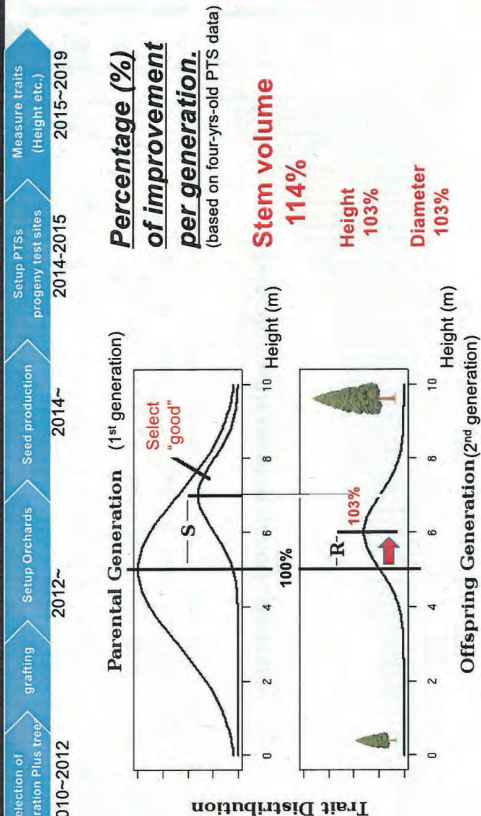 election of
ration Plus tree
grafting
Setup Orchards
Seed production
Setup PTSs
progeny test sites
Measure traits
(Height etc.)
010~2012
2012~
2014~
2014-2015
2015~2019
Parental Generation (1st generation)
Select
"good"
S
0 2 4 6 8 10 Height (m)
100%
103%
R
0 2 4 6 8 10 Height (m)
Offspring Generation (2nd generation)
Trait Distribution
Percentage (%)
of improvement
per generation.
(based on four-yrs-old PTS data)
Stem volume
114%
Height
103%
Diameter
103%